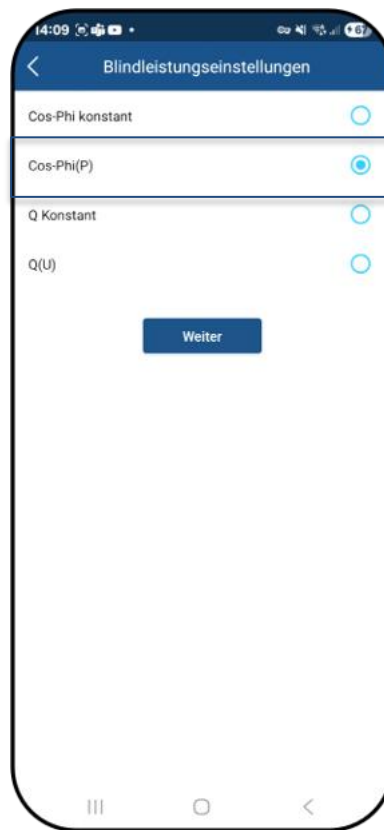 14:09
Blindleistungseinstellungen
Cos-Phi konstant
Cos-Phi(P)
Q Konstant
Q(U)
Weiter